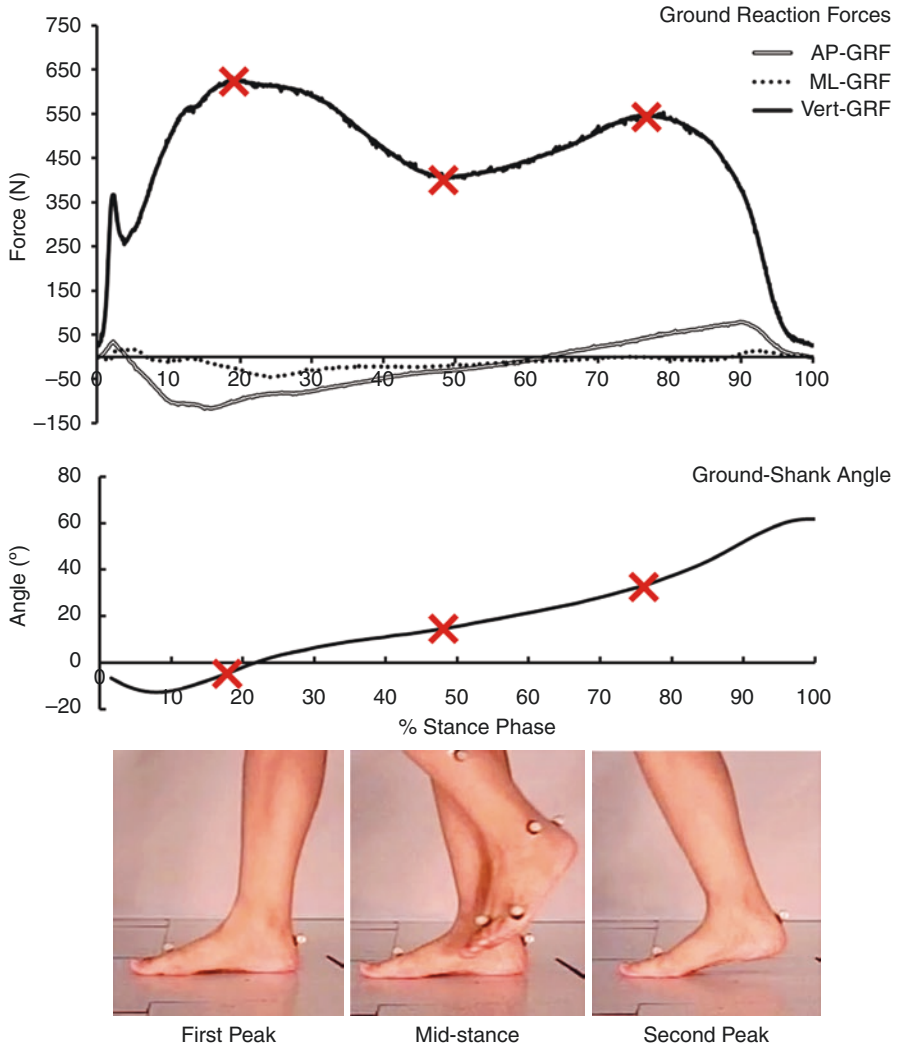 Ground Reaction Forces
AP-GRF
ML-GRF
Vert-GRF
750
650
550
450
350
250
150
50
–50
–150
Force (N)
0 10 20 30 40 50 60 70 80 90 100
Ground-Shank Angle
80
60
40
20
0
–20
Angle (º)
0 10 20 30 40 50 60 70 80 90 100
% Stance Phase
First Peak Mid-stance Second Peak